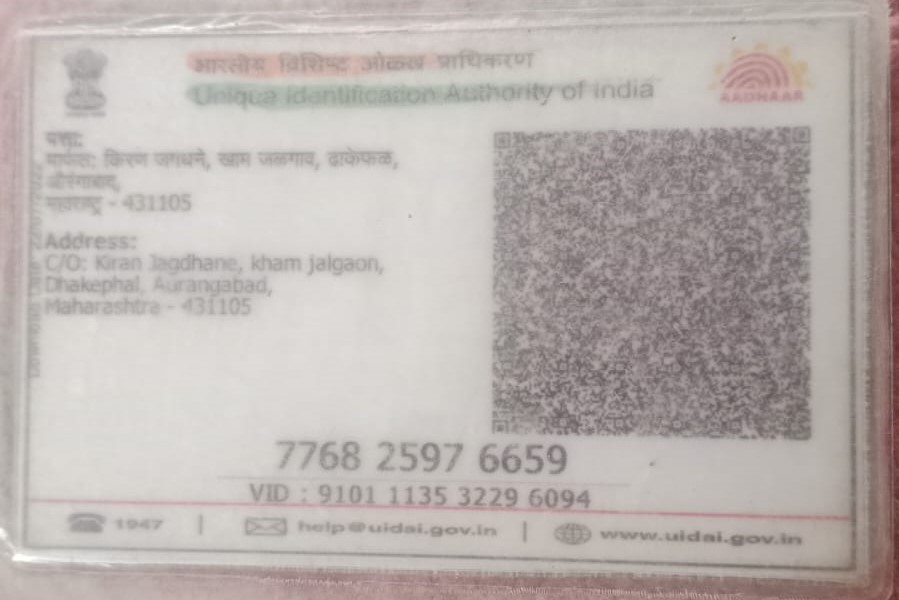 भारतीय विशिष्ट ओळख प्राधिकरण
Unique Identification Authority of India
AADHAAR
पत्ता:
किरण जगधने, खाम जळगाव, ढाकेफळ,
औरंगाबाद,
- 431105
Address:
C/O: Kiran Jagdhane, kham jalgaon,
Dhakephal, Aurangabad,
Maharashtra - 431105
7768 2597 6659
VID : 9101 1135 3229 6094
1947 | help@uidai.gov.in | www.uidai.gov.in